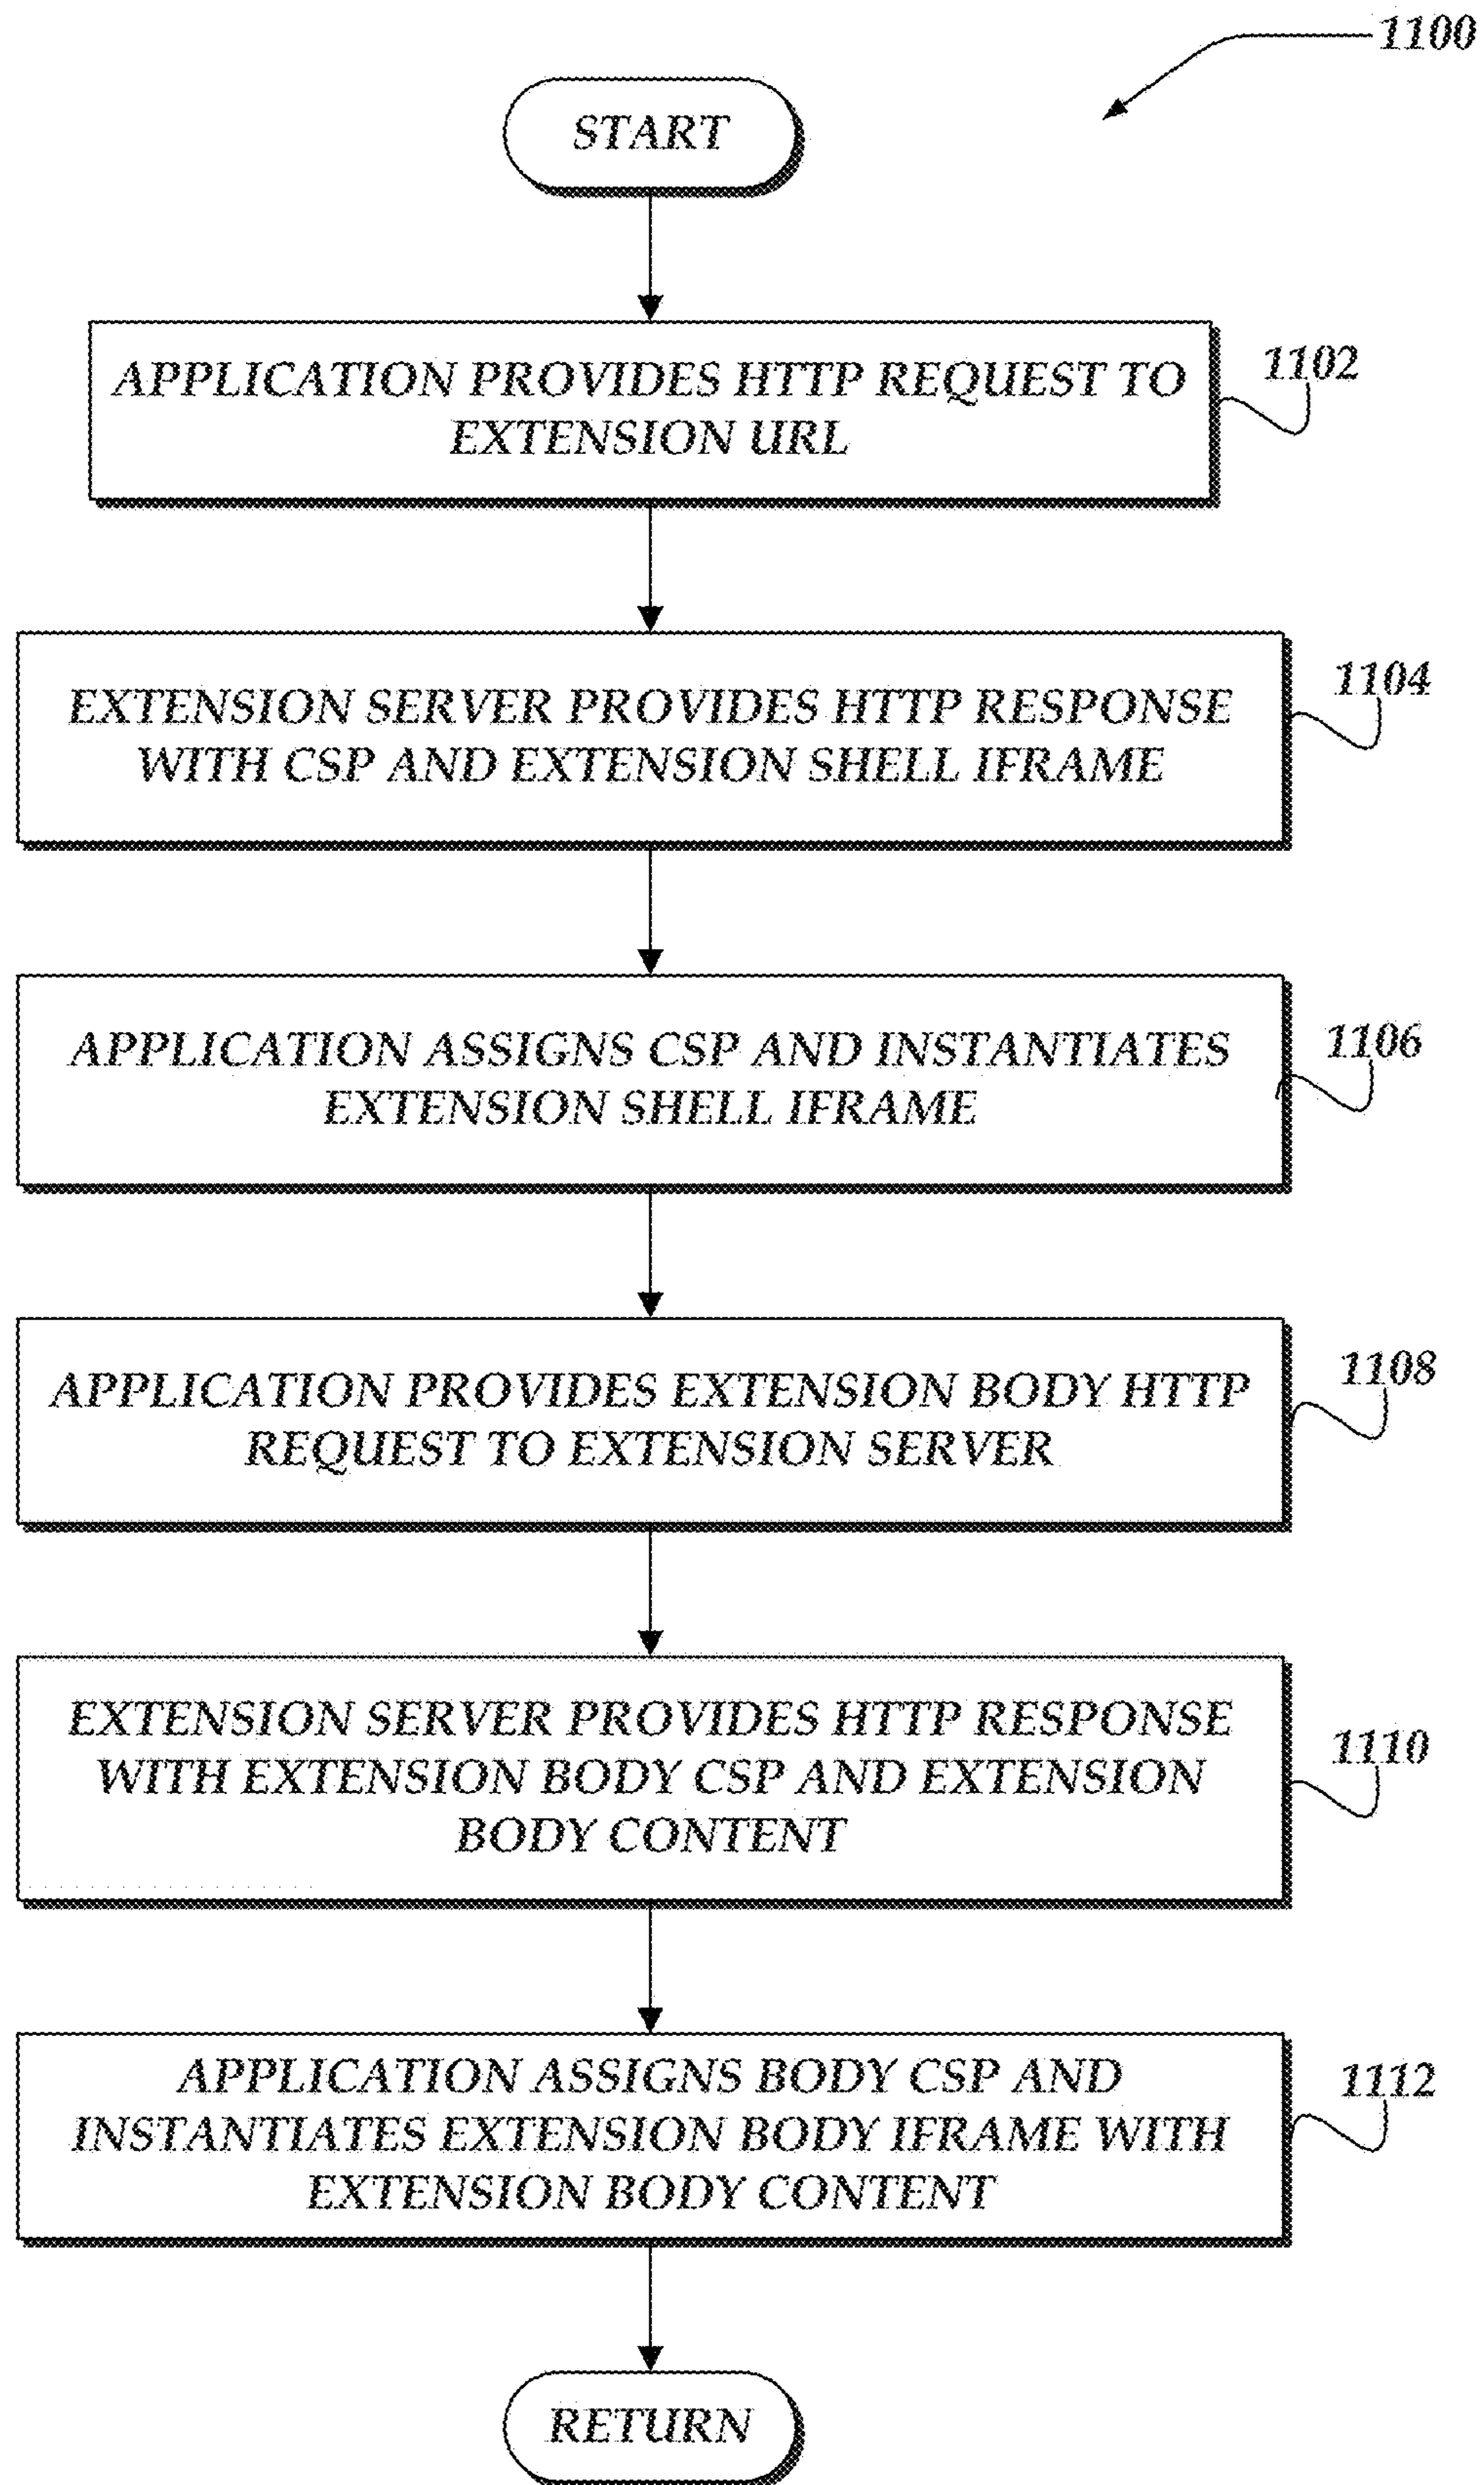 1100
START
APPLICATION PROVIDES HTTP REQUEST TO
EXTENSION URL
1102
EXTENSION SERVER PROVIDES HTTP RESPONSE
WITH CSP AND EXTENSION SHELL IFRAME
1104
APPLICATION ASSIGNS CSP AND INSTANTIATES
EXTENSION SHELL IFRAME
1106
APPLICATION PROVIDES EXTENSION BODY HTTP
REQUEST TO EXTENSION SERVER
1108
EXTENSION SERVER PROVIDES HTTP RESPONSE
WITH EXTENSION BODY CSP AND EXTENSION
BODY CONTENT
1110
APPLICATION ASSIGNS BODY CSP AND
INSTANTIATES EXTENSION BODY IFRAME WITH
EXTENSION BODY CONTENT
1112
RETURN